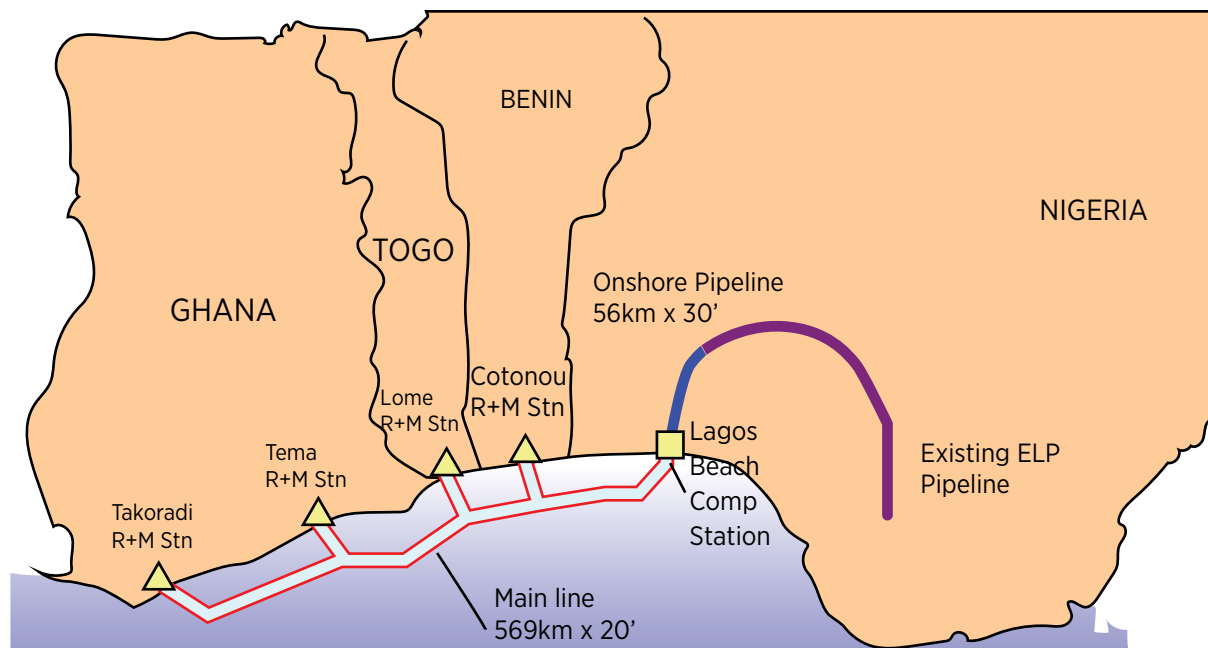 BENIN
NIGERIA
TOGO
GHANA
Onshore Pipeline
56km x 30’
Cotonou
R+M Stn
Lome
R+M Stn
Tema
R+M Stn
Takoradi
R+M Stn
Lagos
Beach
Comp
Station
Existing ELP
Pipeline
Main line
569km x 20’